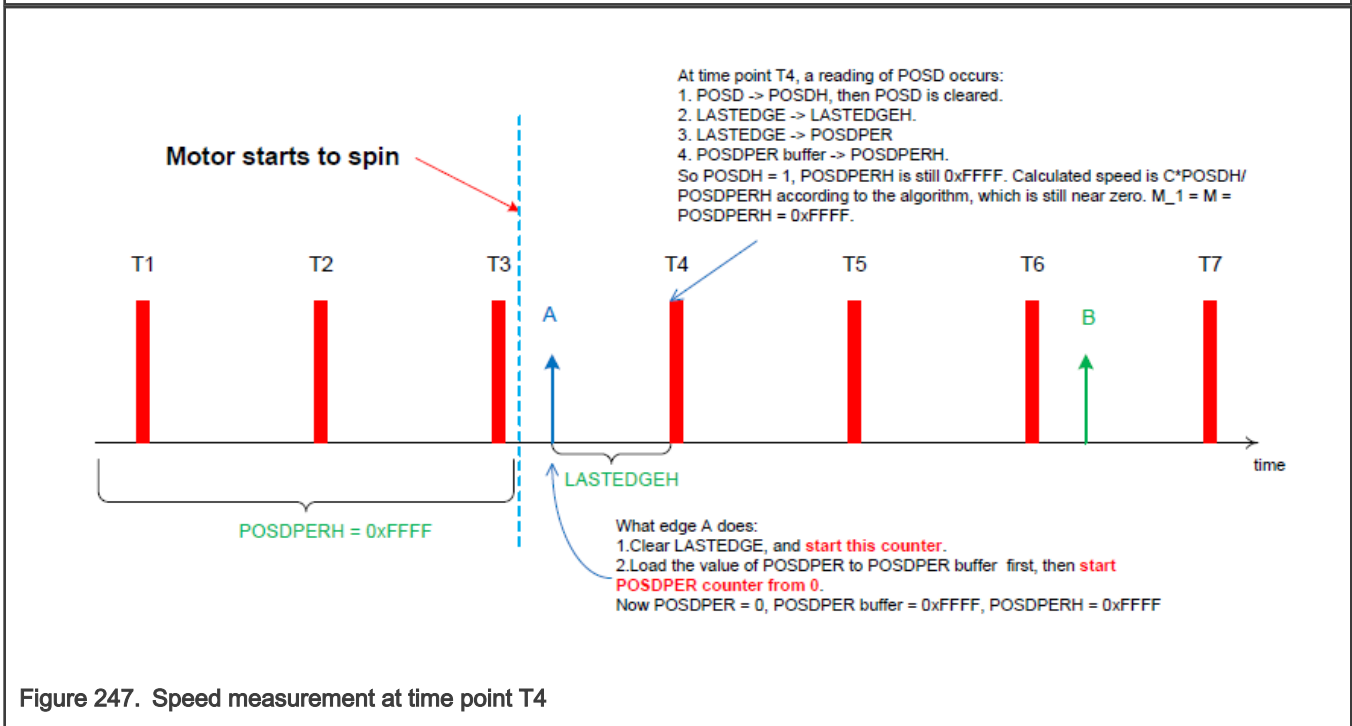 At time point T4, a reading of POSD occurs:
1. POSD -> POSDH, then POSD is cleared.
2. LASTEDGE -> LASTEDGEH.
3. LASTEDGE -> POSDPER
4. POSDPER buffer -> POSDPERH.
So POSDH = 1, POSDPERH is still 0xFFFF. Calculated speed is C*POSDH/
POSDPERH according to the algorithm, which is still near zero. M_1 = M =
POSDPERH = 0xFFFF.
Motor starts to spin
T1
T2
T3
T4
T5
T6
T7
A
B
time
LASTEDGEH
POSDPERH = 0xFFFF
What edge A does:
1.Clear LASTEDGE, and start this counter.
2.Load the value of POSDPER to POSDPER buffer first, then start
POSDPER counter from 0.
Now POSDPER = 0, POSDPER buffer = 0xFFFF, POSDPERH = 0xFFFF
Figure 247. Speed measurement at time point T4